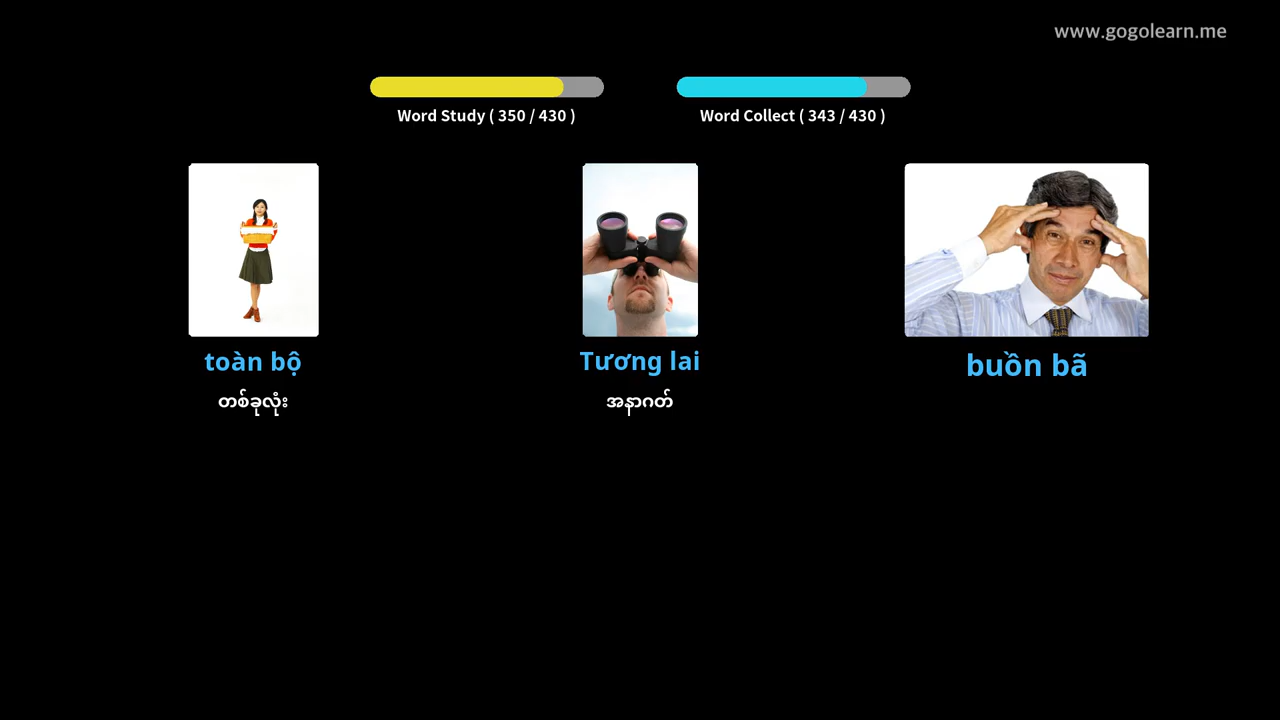 www.gogolearn.me
Word Study ( 350 / 430 )
Word Collect ( 343 / 430 )
toàn bộ
Tương lai
buồn bã
တစ်ခုလုံး
အနာဂတ်